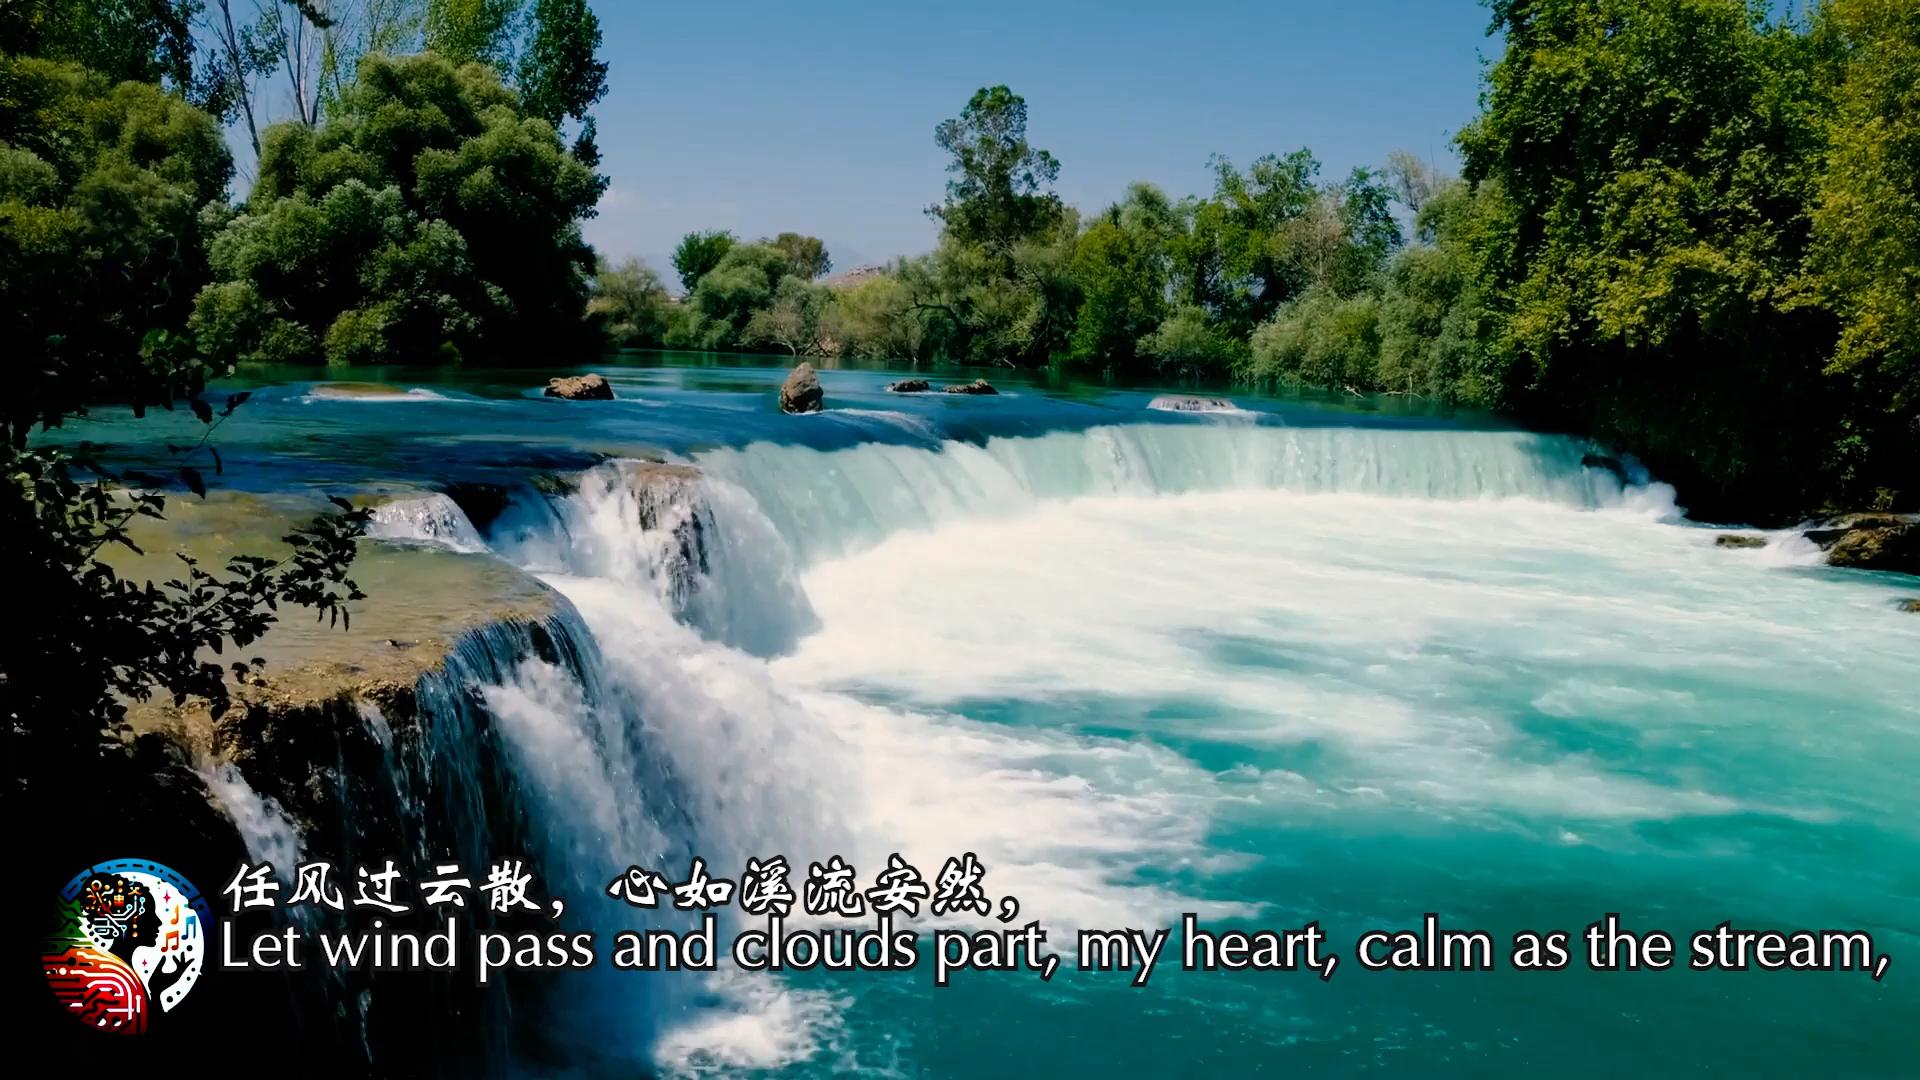 任风过云散，心如溪流安然，
Let wind pass and clouds part, my heart, calm as the stream,